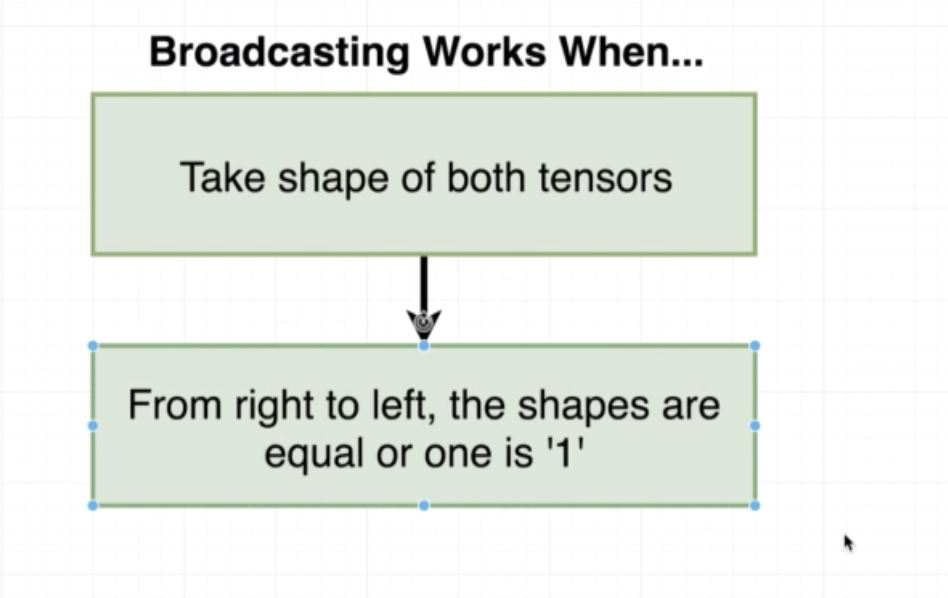 Broadcasting Works When...
Take shape of both tensors
From right to left, the shapes are
equal or one is '1'